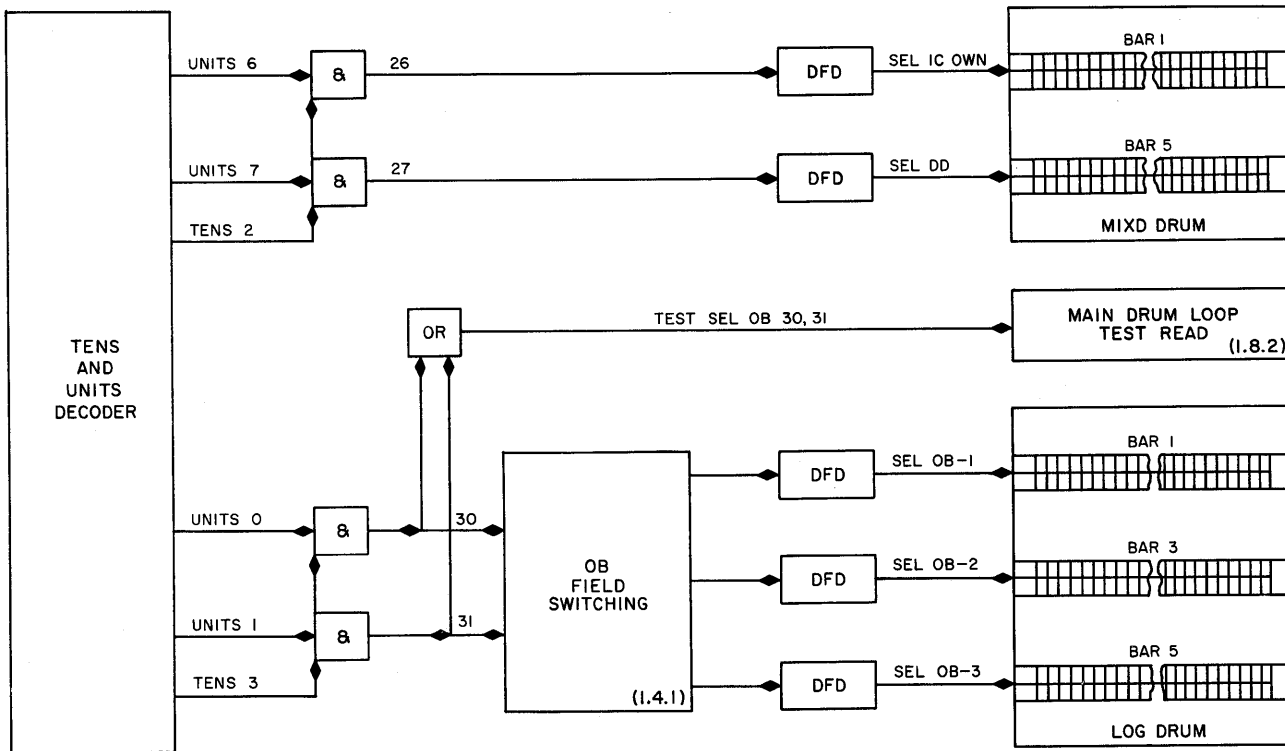 UNITS 6
&
26
DFD
SEL IC OWN
BAR 1
UNITS 7
&
27
DFD
SEL DD
BAR 5
TENS 2
MIXD DRUM
OR
TEST SEL OB 30, 31
MAIN DRUM LOOP
TEST READ
(1.8.2)
TENS
AND
UNITS
DECODER
BAR 1
DFD
SEL OB-1
UNITS 0
&
30
OB
FIELD
SWITCHING
(1.4.1)
DFD
SEL OB-2
BAR 3
UNITS 1
&
31
TENS 3
DFD
SEL OB-3
BAR 5
LOG DRUM